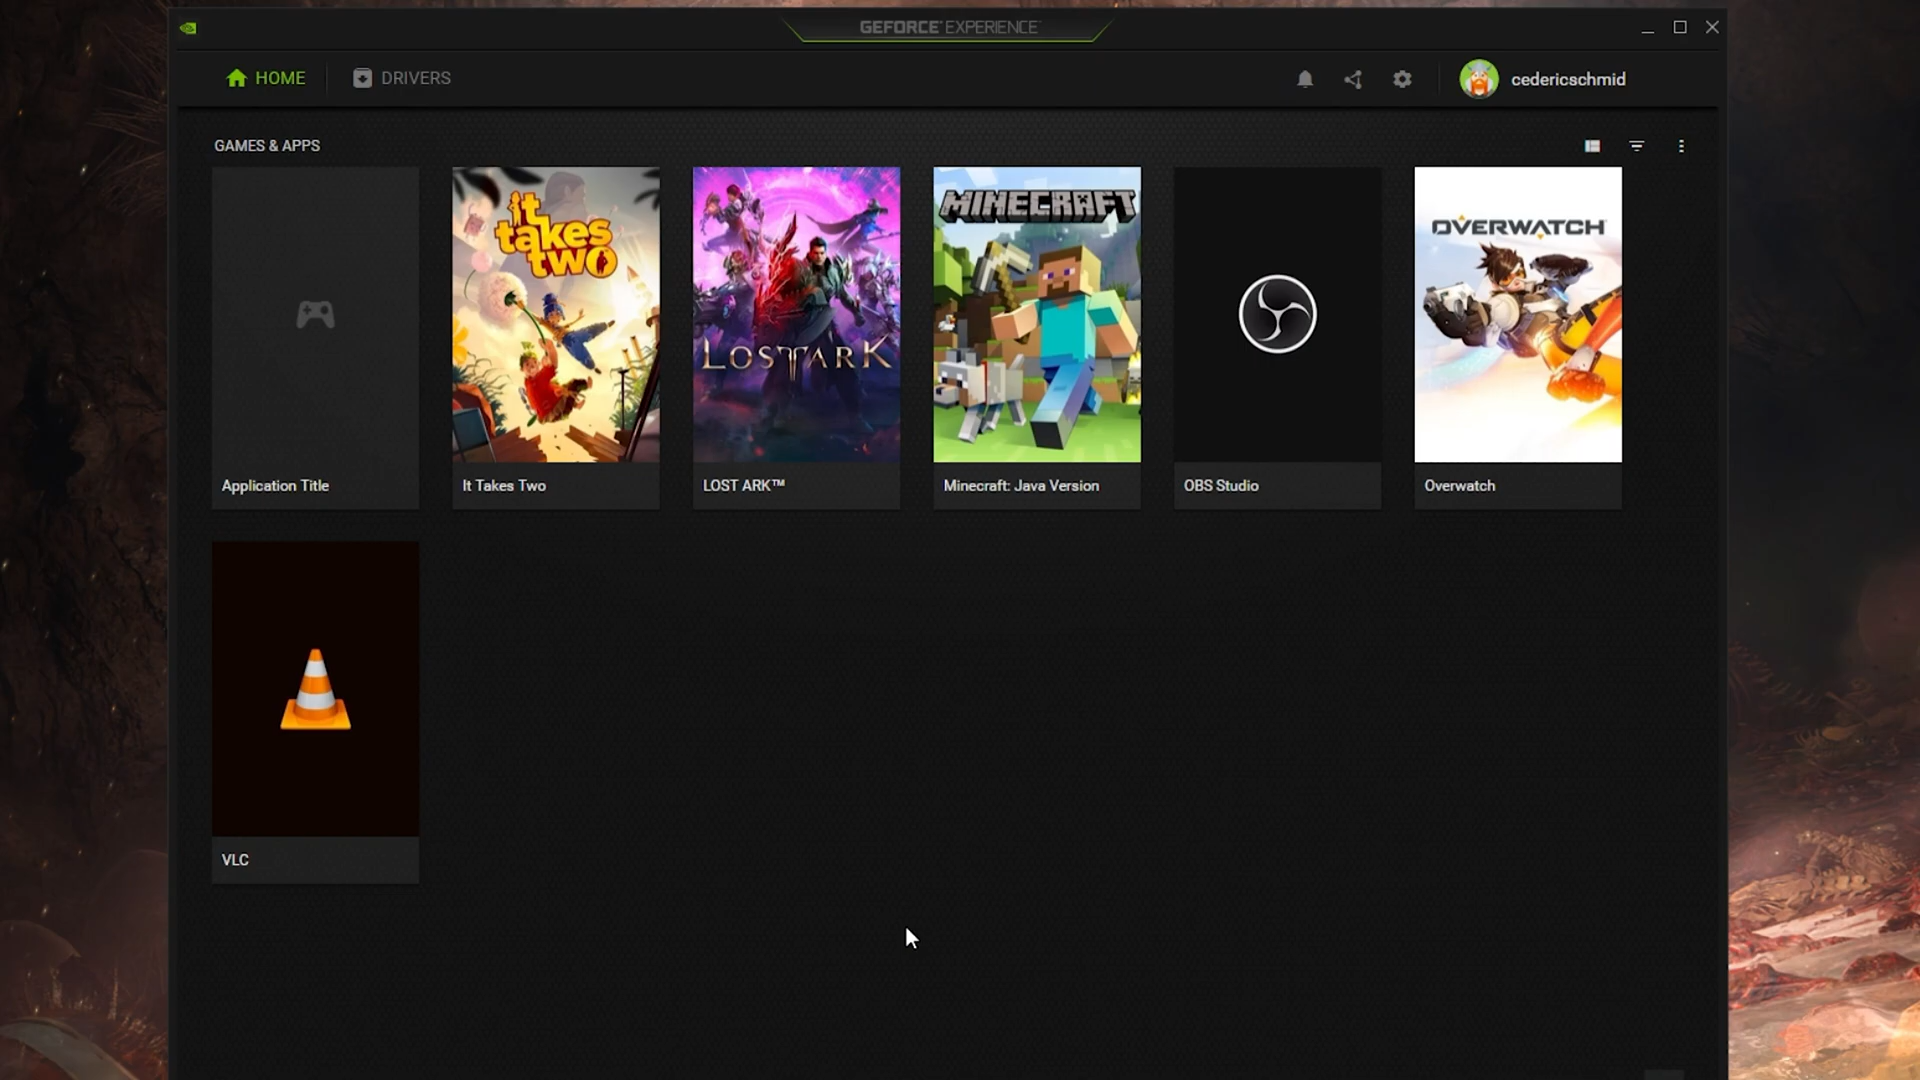 GEFORCE EXPERIENCE
HOME
DRIVERS
cedericschmid
GAMES & APPS
it takes two
LOST ARK
MINECRAFT
OVERWATCH
Application Title
It Takes Two
LOST ARK™
Minecraft: Java Version
OBS Studio
Overwatch
VLC